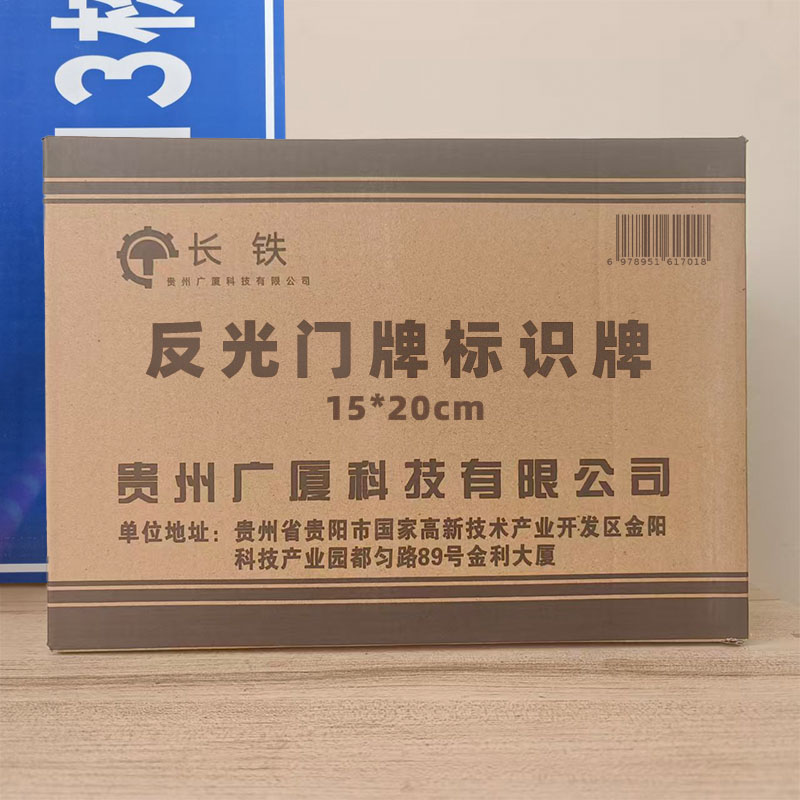 13
长 铁
贵州广厦科技有限公司
6 978951 617018
反光门牌标识牌
15*20cm
贵州广厦科技有限公司
单位地址：贵州省贵阳市国家高新技术产业开发区金阳
科技产业园都匀路89号金利大厦